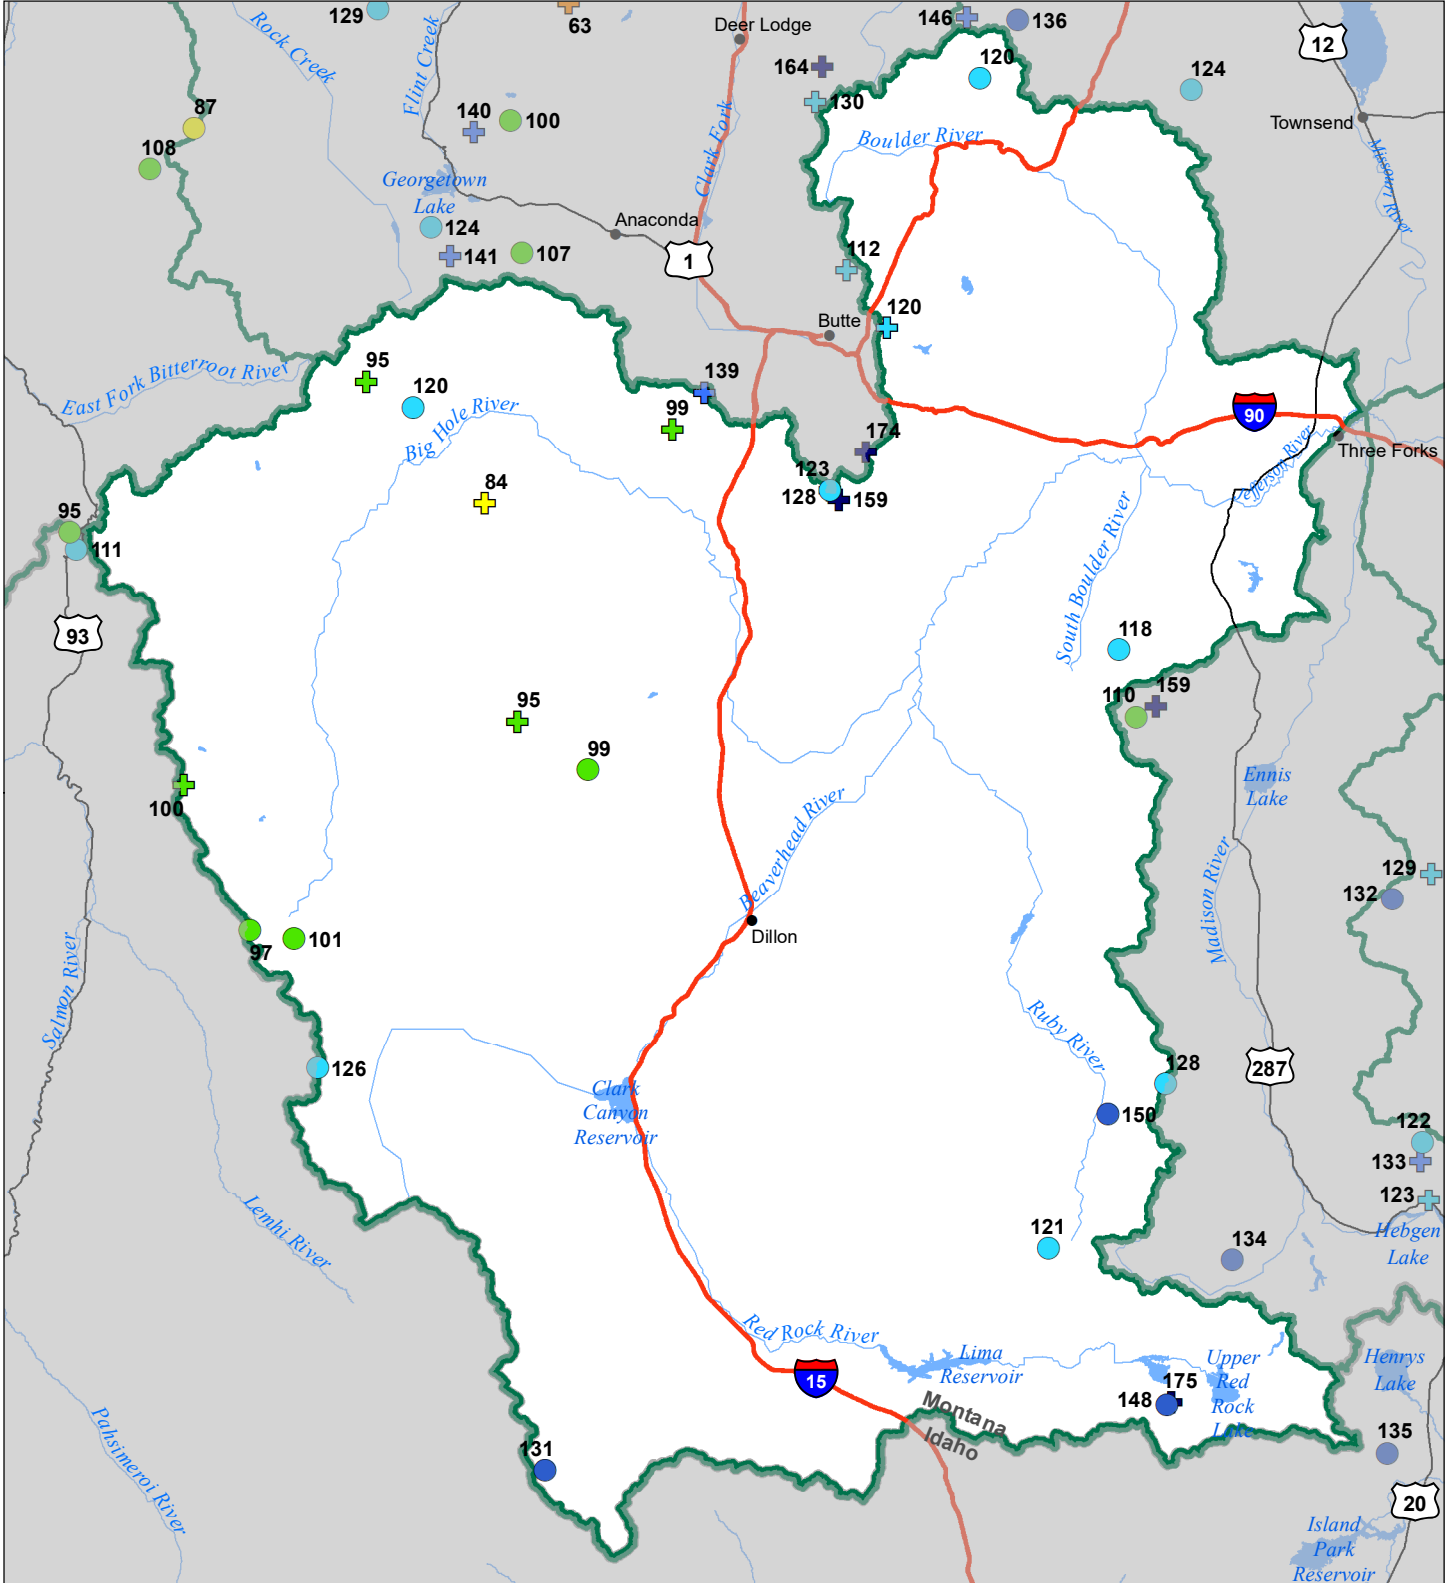 129
63
Rock Creek
Flint Creek
Deer Lodge
146
136
12
164
120
124
130
87
140
100
Townsend
108
Boulder River
Clark Fork
Missouri River
Georgetown
Lake
124
Anaconda
141
107
1
112
Butte
120
East Fork Bitterroot River
95
120
139
Big Hole River
99
90
174
Three Forks
Jefferson River
123
128
159
84
95
111
93
South Boulder River
118
110
159
95
99
100
Ennis
Lake
Beaverhead River
129
132
Madison River
Dillon
97
101
Salmon River
Ruby River
126
128
287
Clark
Canyon
Reservoir
150
122
133
123
Lemhi River
121
134
Hebgen
Lake
Red Rock River
Lima
Reservoir
Upper
Red
Rock
Lake
Henrys
Lake
15
175
148
Montana
Idaho
135
131
Pahsimeroi River
20
Island
Park
Reservoir